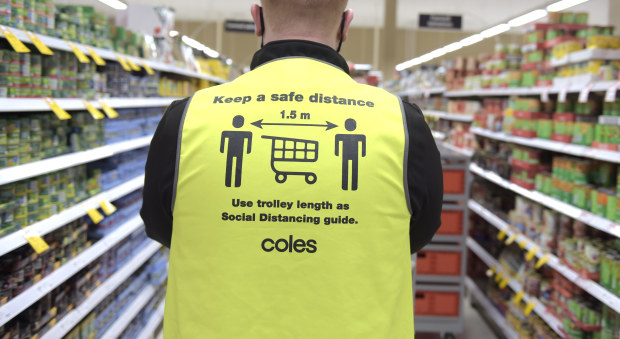 Keep a safe distance
1.5 m
Use trolley length as
Social Distancing guide.
coles